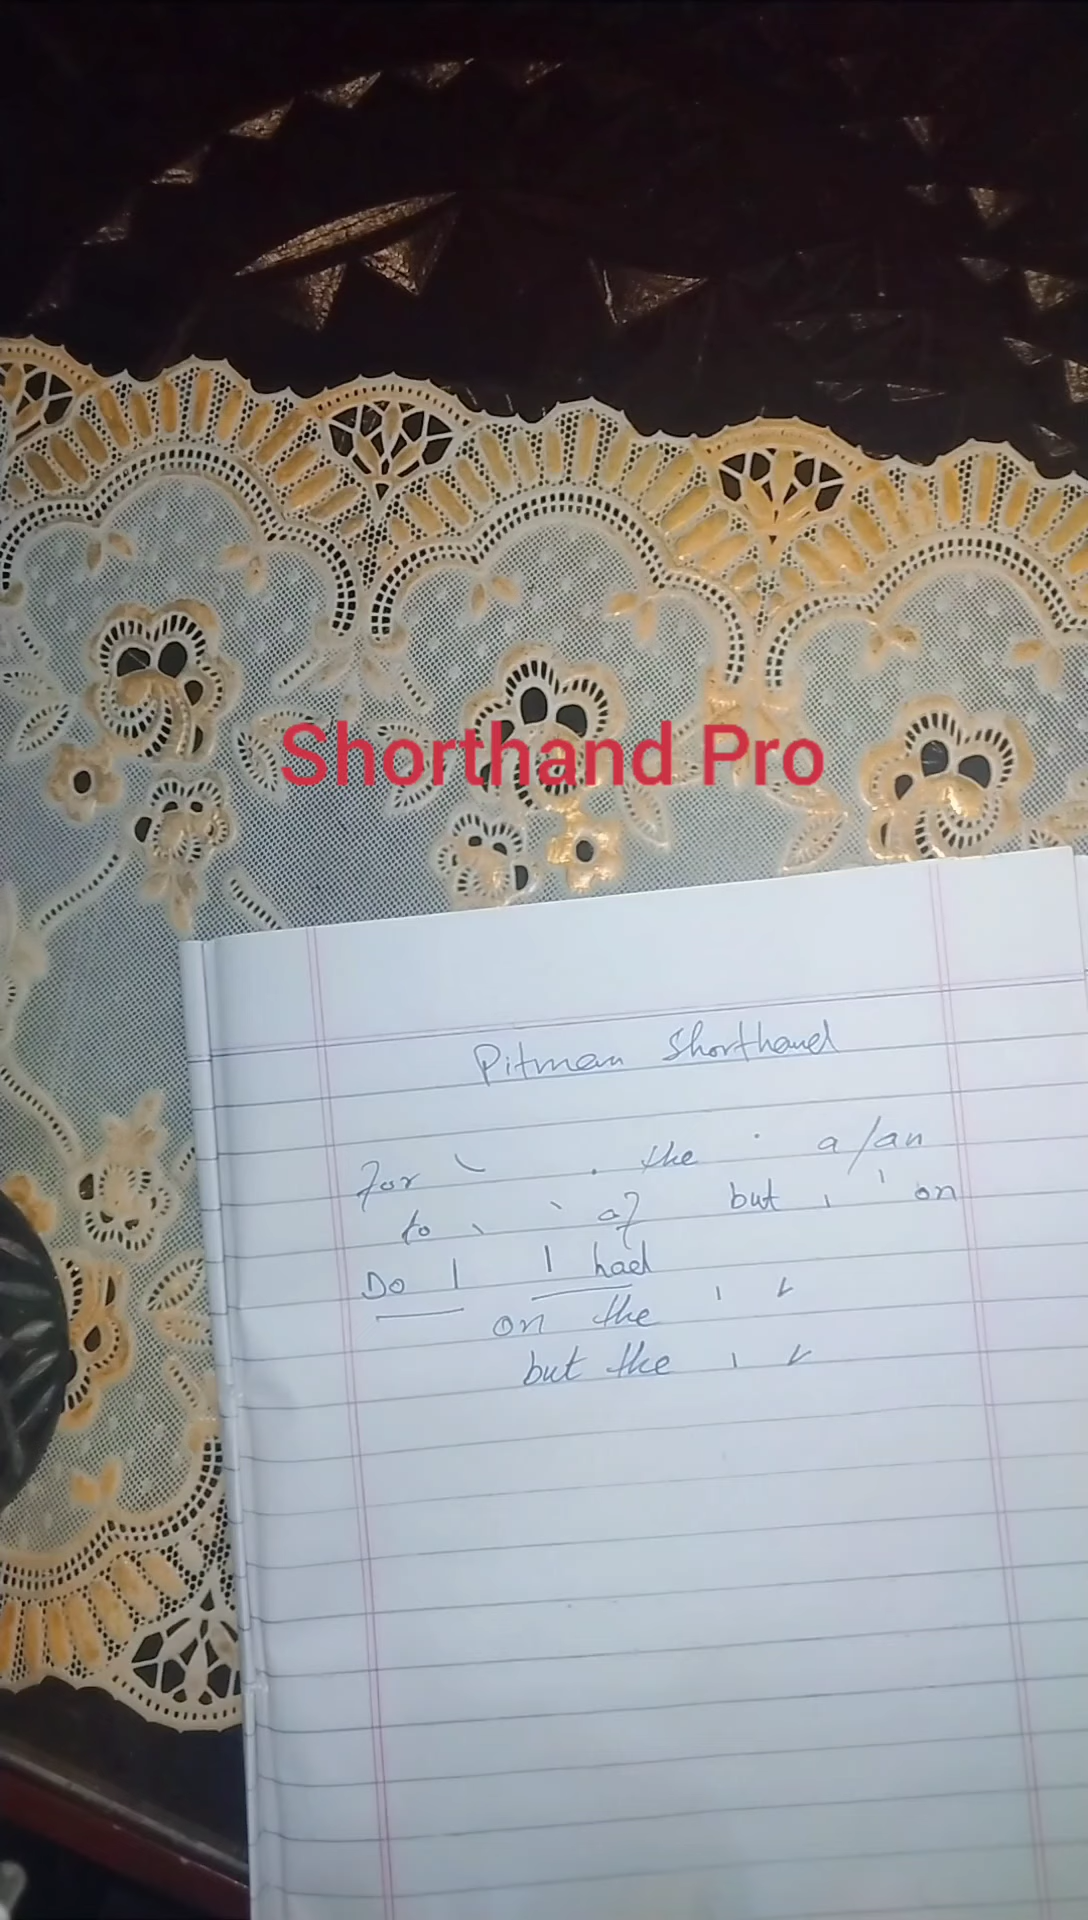 Shorthand Pro
Pitman Shorthand
For the a/an
to of but on
Do had
on the
but the